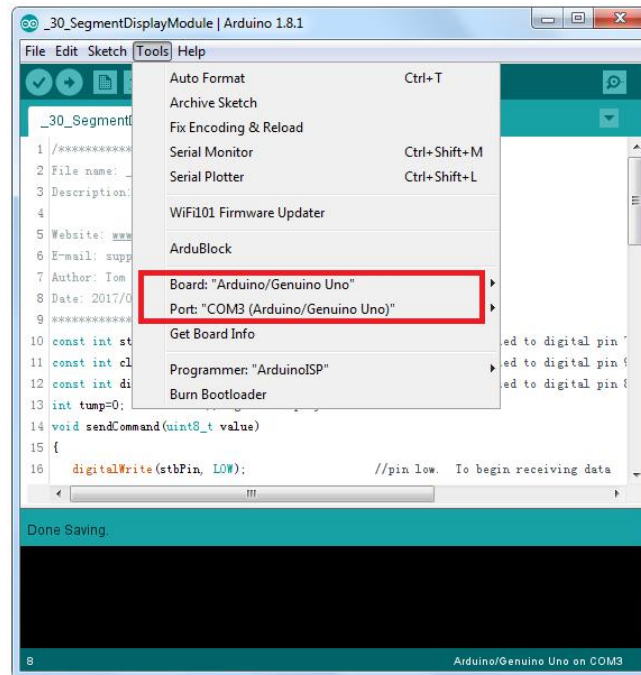 _30_SegmentDisplayModule | Arduino 1.8.1
File Edit Sketch Tools Help
Auto Format Ctrl+T
Archive Sketch
Fix Encoding & Reload
Serial Monitor Ctrl+Shift+M
Serial Plotter Ctrl+Shift+L
WiFi101 Firmware Updater
ArduBlock
Board: "Arduino/Genuino Uno"
Port: "COM3 (Arduino/Genuino Uno)"
Get Board Info
Programmer: "ArduinoISP"
Burn Bootloader
_30_Segment
1 /***********
2 File name: _
3 Description:
4
5 Website: www
6 E-mail: supp
7 Author: Tom
8 Date: 2017/0
9 ************
10 const int st ed to digital pin 7
11 const int cl ed to digital pin 9
12 const int di ed to digital pin 8
13 int tump=0;
14 void sendCommand(uint8_t value)
15 {
16 digitalWrite(stbPin, LOW); //pin low. To begin receiving data
Done Saving.
8 Arduino/Genuino Uno on COM3